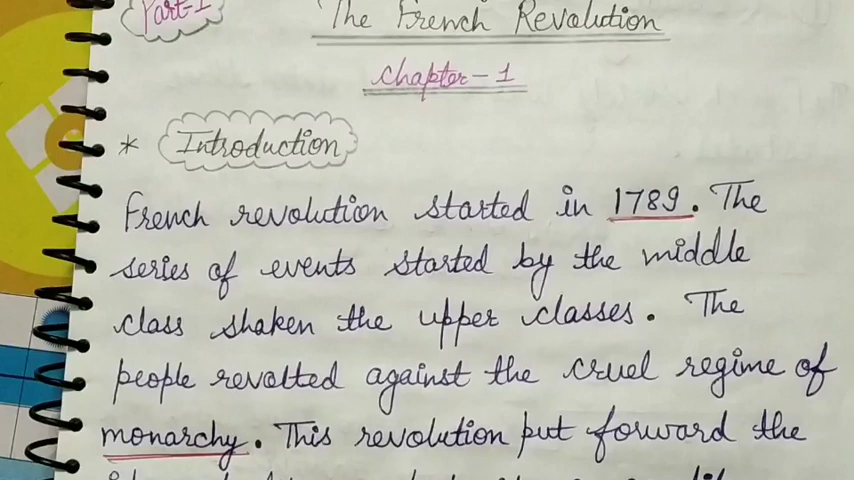 Part-I
The French Revolution
Chapter-1
* Introduction
French revolution started in 1789. The
series of events started by the middle
class shaken the upper classes. The
people revolted against the cruel regime of
monarchy. This revolution put forward the